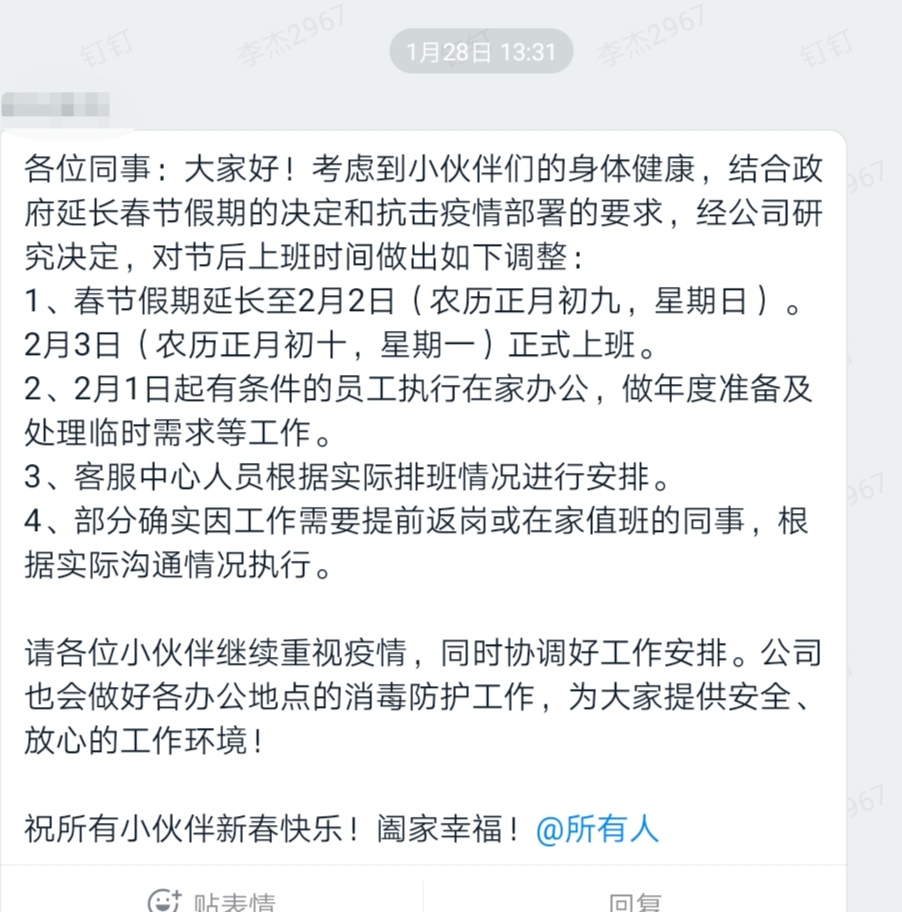 钉钉
李杰2967
1月28日 13:31
李杰2967
钉钉
各位同事：大家好！考虑到小伙伴们的身体健康，结合政
府延长春节假期的决定和抗击疫情部署的要求，经公司研
究决定，对节后上班时间做出如下调整：
1、春节假期延长至2月2日（农历正月初九，星期日）。
2月3日（农历正月初十，星期一）正式上班。
2、2月1日起有条件的员工执行在家办公，做年度准备及
处理临时需求等工作。
3、客服中心人员根据实际排班情况进行安排。
4、部分确实因工作需要提前返岗或在家值班的同事，根
据实际沟通情况执行。
请各位小伙伴继续重视疫情，同时协调好工作安排。公司
也会做好各办公地点的消毒防护工作，为大家提供安全、
放心的工作环境！
祝所有小伙伴新春快乐！阖家幸福！@所有人
贴表情
回复
967
967
967